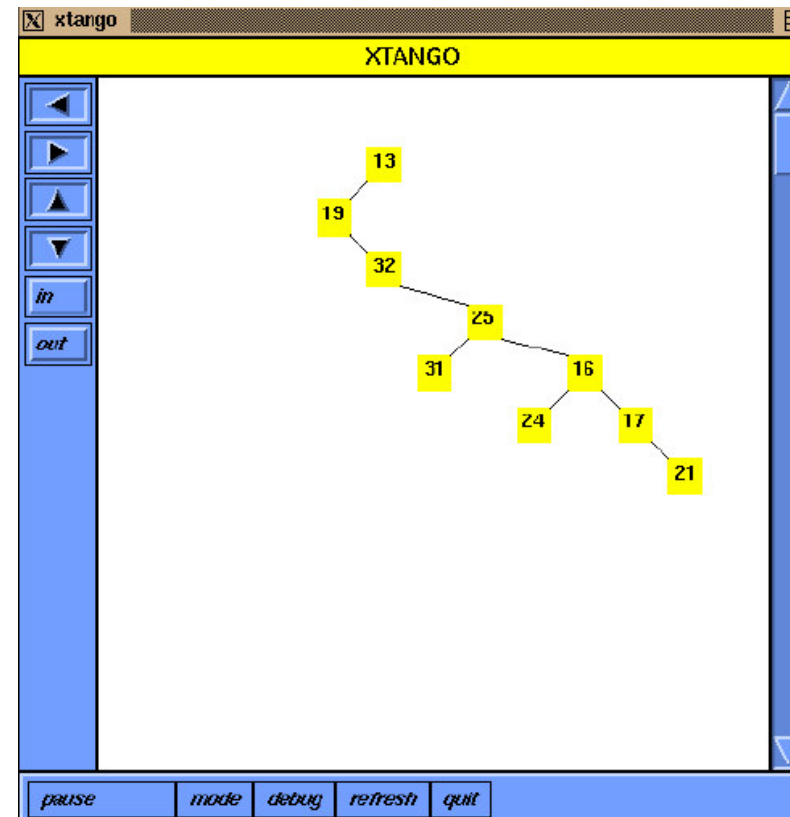 xtango
XTANGO
13
19
32
in
25
out
31 16
24 17
21
pause mode debug refresh quit